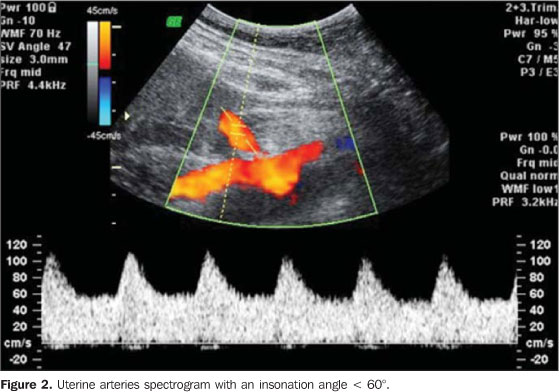 Pwr 100
Gn -10
WMF 70 Hz
SV Angle 47
size 3.0mm
Frq mid
PRF 4.4kHz
45cm/s
-45cm/s
GE
2+3.Trim
Har-low
Pwr 95 %
Gn -3
C7 / M5
P3 / E3
Pwr 100 %
Gn -0.0
Frq mid
Qual norm
WMF low1
PRF 3.2kHz
120 120
100 100
80 80
60 60
40 40
20 20
cm/s cm/s
-20 -20
Figure 2. Uterine arteries spectrogram with an insonation angle < 60°.